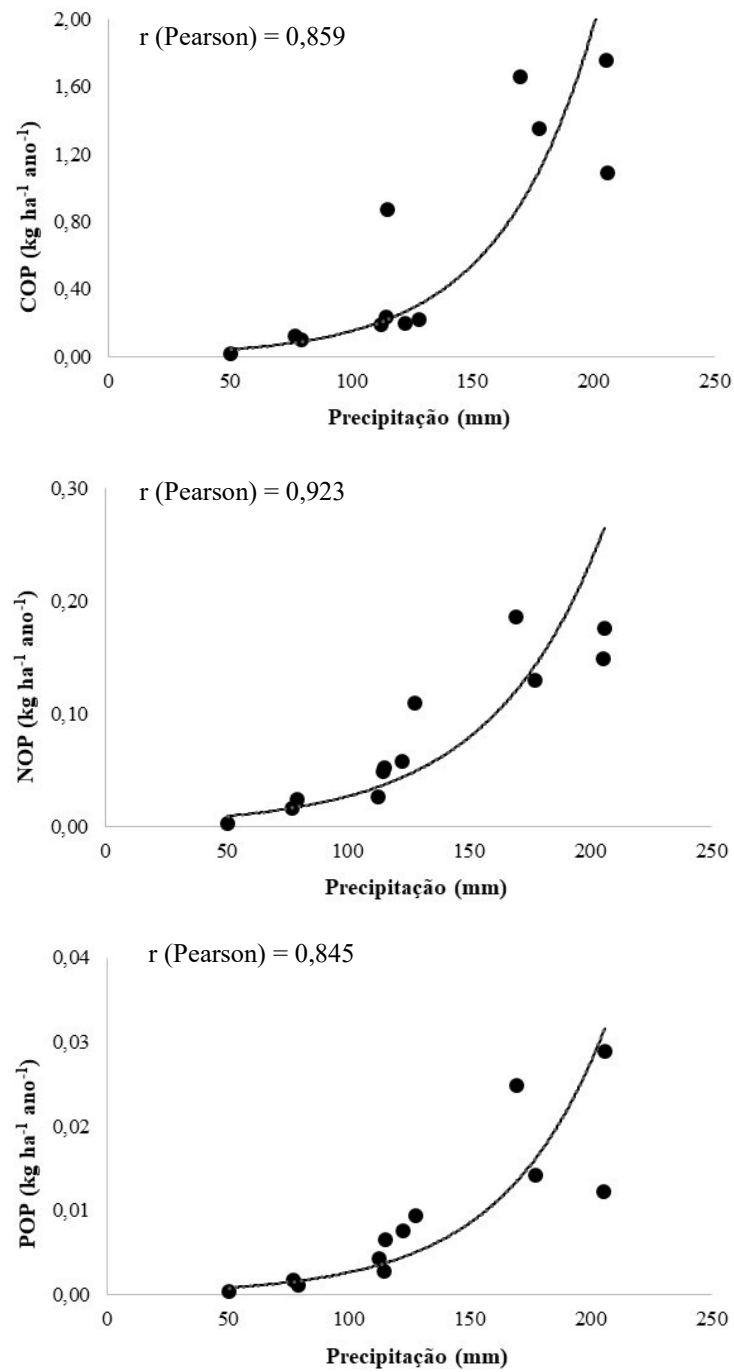 r (Pearson) = 0,859
COP (kg ha⁻¹ ano⁻¹)
2,00
1,60
1,20
0,80
0,40
0,00
0 50 100 150 200 250
Precipitação (mm)
r (Pearson) = 0,923
NOP (kg ha⁻¹ ano⁻¹)
0,30
0,20
0,10
0,00
0 50 100 150 200 250
Precipitação (mm)
r (Pearson) = 0,845
POP (kg ha⁻¹ ano⁻¹)
0,04
0,03
0,02
0,01
0,00
0 50 100 150 200 250
Precipitação (mm)